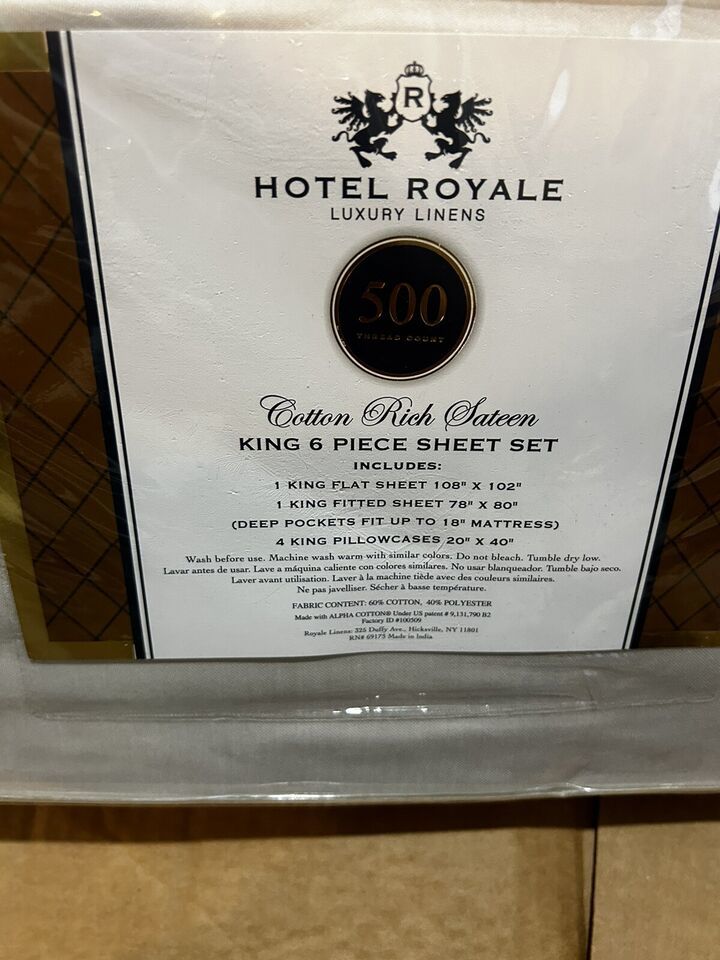 R
HOTEL ROYALE
LUXURY LINENS
500
THREAD COUNT
Cotton Rich Sateen
KING 6 PIECE SHEET SET
INCLUDES:
1 KING FLAT SHEET 108" X 102"
1 KING FITTED SHEET 78" X 80"
(DEEP POCKETS FIT UP TO 18" MATTRESS)
4 KING PILLOWCASES 20" X 40"
Wash before use. Machine wash warm with similar colors. Do not bleach. Tumble dry low.
Lavar antes de usar. Lave a máquina caliente con colores similares. No usar blanqueador. Tumble bajo seco.
Laver avant utilisation. Laver à la machine tiède avec des couleurs similaires.
Ne pas javelliser. Sécher à basse température.
FABRIC CONTENT: 60% COTTON, 40% POLYESTER
Made with ALPHA COTTON® Under US patent # 9,131,790 B2
Factory ID #100509
Royale Linens: 325 Duffy Ave., Hicksville, NY 11801
RN# 69175 Made in India